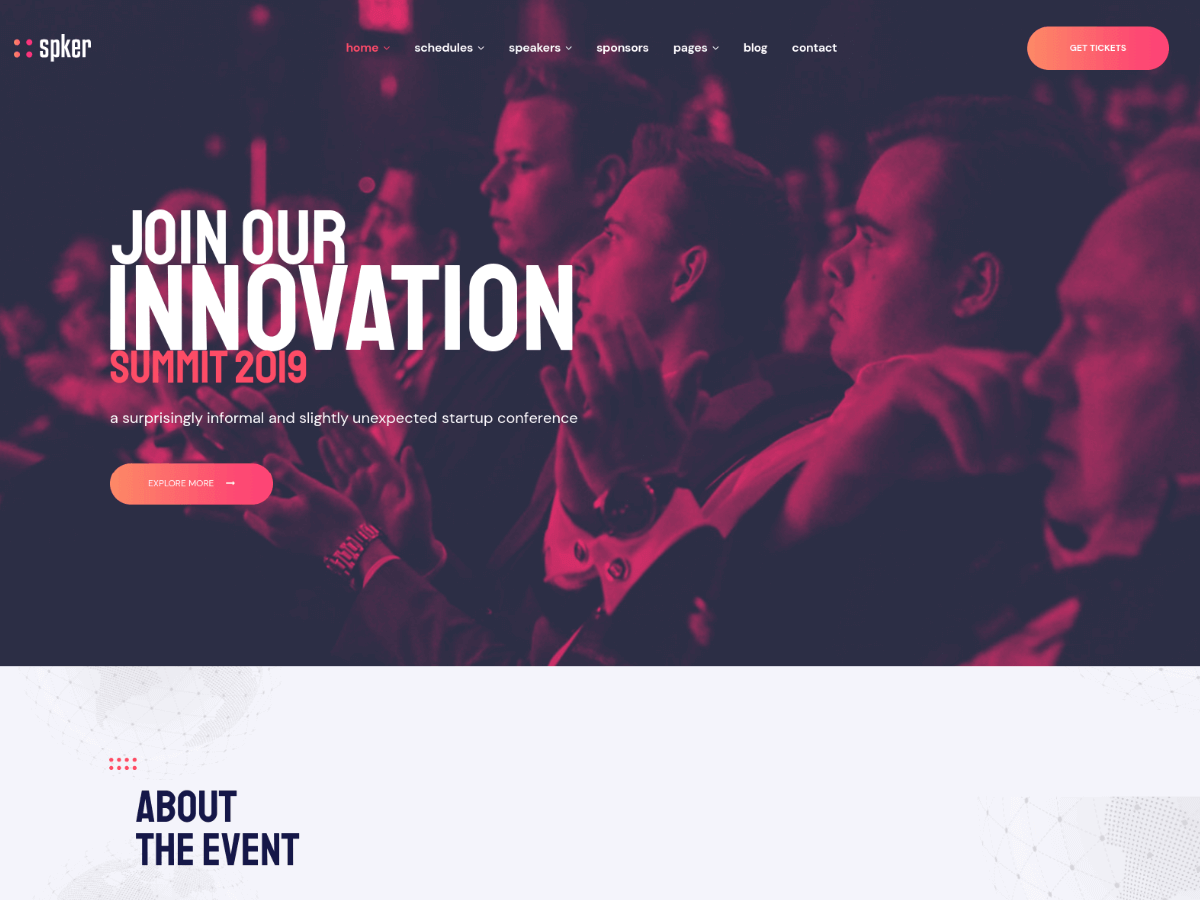 spker
home
schedules
speakers
sponsors
pages
blog
contact
GET TICKETS
JOIN OUR
INNOVATION
SUMMIT 2019
a surprisingly informal and slightly unexpected startup conference
EXPLORE MORE
ABOUT
THE EVENT